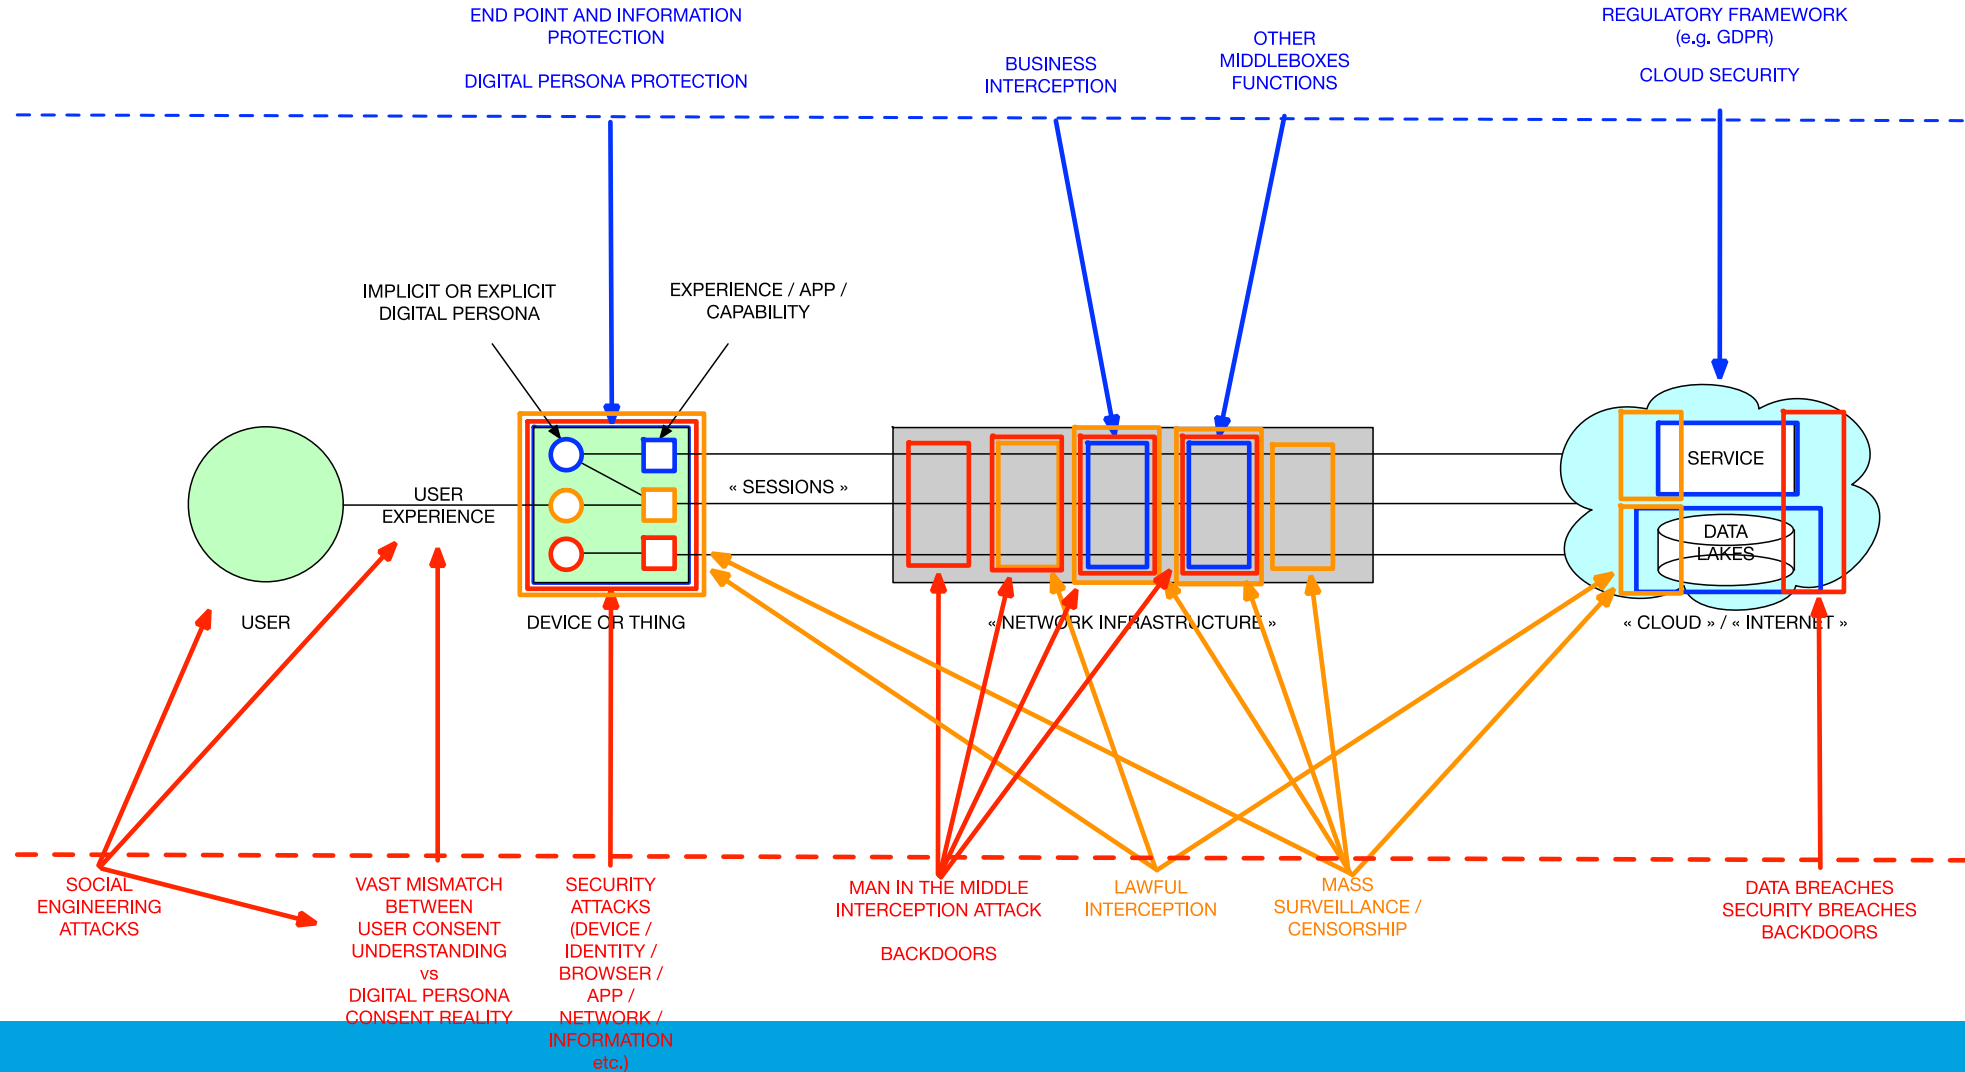 END POINT AND INFORMATION
PROTECTION
DIGITAL PERSONA PROTECTION
BUSINESS
INTERCEPTION
OTHER
MIDDLEBOXES
FUNCTIONS
REGULATORY FRAMEWORK
(e.g. GDPR)
CLOUD SECURITY
IMPLICIT OR EXPLICIT
DIGITAL PERSONA
EXPERIENCE / APP /
CAPABILITY
USER
EXPERIENCE
« SESSIONS »
SERVICE
DATA
LAKES
USER
DEVICE OR THING
« NETWORK INFRASTRUCTURE »
« CLOUD » / « INTERNET »
SOCIAL
ENGINEERING
ATTACKS
VAST MISMATCH
BETWEEN
USER CONSENT
UNDERSTANDING
vs
DIGITAL PERSONA
CONSENT REALITY
SECURITY
ATTACKS
(DEVICE /
IDENTITY /
BROWSER /
APP /
NETWORK /
INFORMATION
etc.)
MAN IN THE MIDDLE
INTERCEPTION ATTACK
BACKDOORS
LAWFUL
INTERCEPTION
MASS
SURVEILLANCE /
CENSORSHIP
DATA BREACHES
SECURITY BREACHES
BACKDOORS